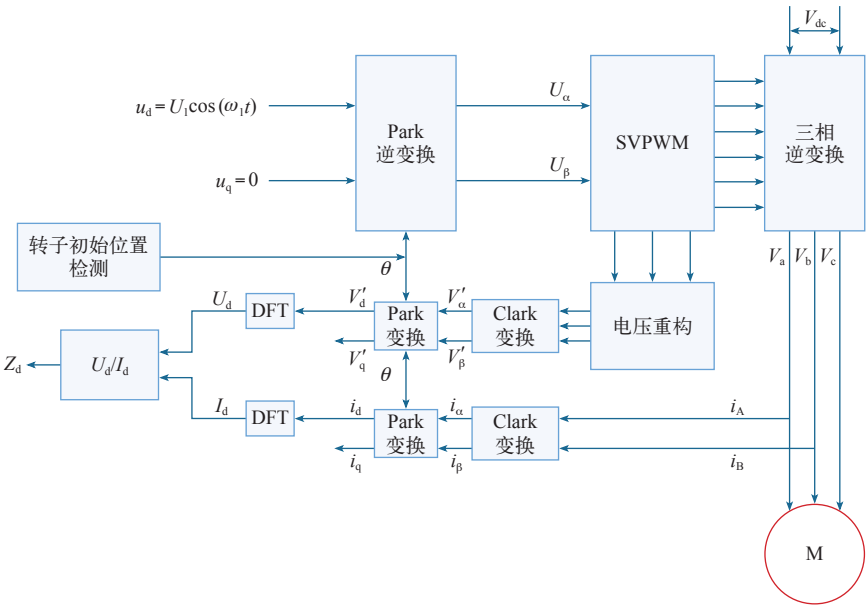 V_dc
u_d=U_1cos(ω_1t)
U_α
Park
逆变换
SVPWM
三相
逆变换
u_q=0
U_β
转子初始位置
检测
θ
V_a
V_b
V_c
U_d
DFT
V′_d
Park
变换
V′_α
Clark
变换
电压重构
V′_q
V′_β
Z_d
U_d/I_d
θ
I_d
DFT
i_d
Park
变换
i_α
Clark
变换
i_A
i_q
i_β
i_B
M